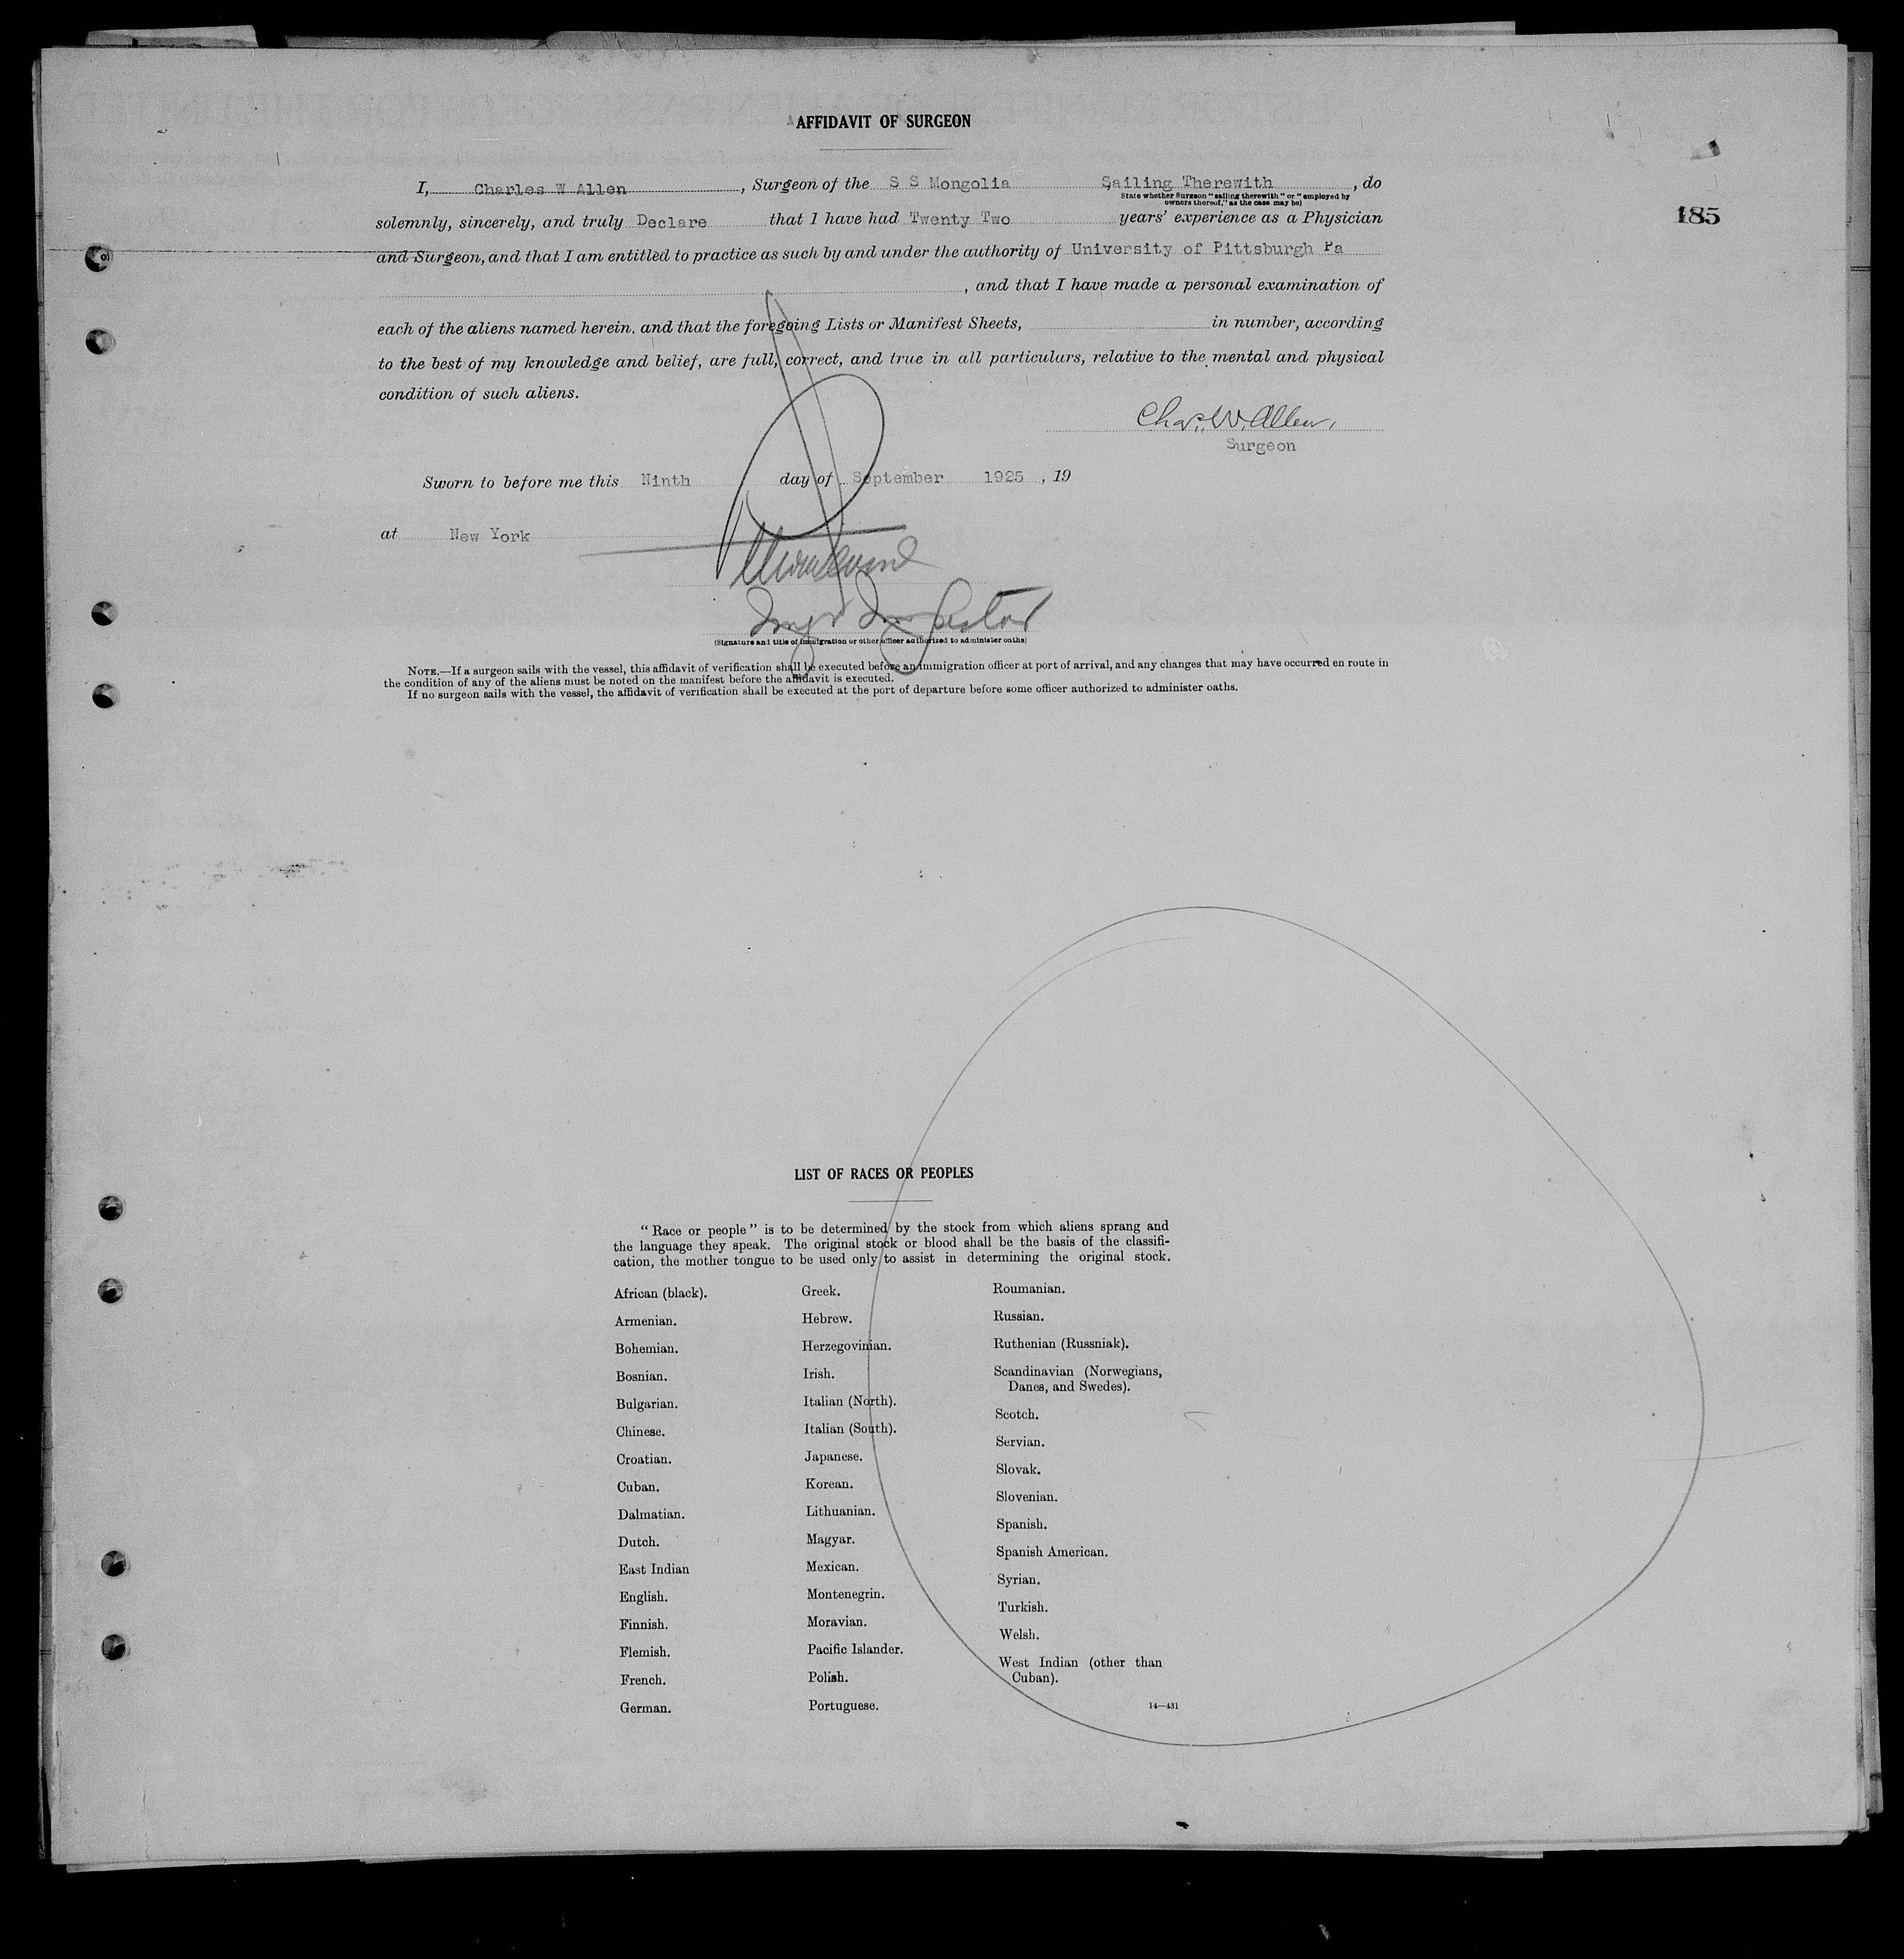 AFFIDAVIT OF SURGEON
I, Charles W Allen, Surgeon of the S S Mongolia, Sailing Therewith, do
State whether Surgeon "sailing therewith" or "employed by
owners thereof," as the case may be)
185
solemnly, sincerely, and truly Declare that I have had Twenty Two years' experience as a Physician
and Surgeon, and that I am entitled to practice as such by and under the authority of University of Pittsburgh Pa
, and that I have made a personal examination of
each of the aliens named herein. and that the foregoing Lists or Manifest Sheets, in number, according
to the best of my knowledge and belief, are full, correct, and true in all particulars, relative to the mental and physical
condition of such aliens.
Chas. W. Allen,
Surgeon
Sworn to before me this Ninth day of September 1925, 19
at New York
Imgr Inspector
(Signature and title of immigration or other officer authorized to administer oaths)
NOTE.—If a surgeon sails with the vessel, this affidavit of verification shall be executed before an immigration officer at port of arrival, and any changes that may have occurred en route in
the condition of any of the aliens must be noted on the manifest before the affidavit is executed.
If no surgeon sails with the vessel, the affidavit of verification shall be executed at the port of departure before some officer authorized to administer oaths.
LIST OF RACES OR PEOPLES
"Race or people" is to be determined by the stock from which aliens sprang and
the language they speak. The original stock or blood shall be the basis of the classifi-
cation, the mother tongue to be used only to assist in determining the original stock.
African (black).
Armenian.
Bohemian.
Bosnian.
Bulgarian.
Chinese.
Croatian.
Cuban.
Dalmatian.
Dutch.
East Indian
English.
Finnish.
Flemish.
French.
German.
Greek.
Hebrew.
Herzegovinian.
Irish.
Italian (North).
Italian (South).
Japanese.
Korean.
Lithuanian.
Magyar.
Mexican.
Montenegrin.
Moravian.
Pacific Islander.
Polish.
Portuguese.
Roumanian.
Russian.
Ruthenian (Russniak).
Scandinavian (Norwegians,
Danes, and Swedes).
Scotch.
Servian.
Slovak.
Slovenian.
Spanish.
Spanish American.
Syrian.
Turkish.
Welsh.
West Indian (other than
Cuban).
14—431